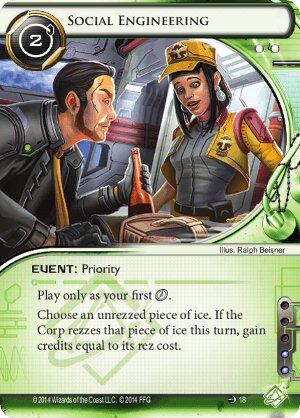 2
Social Engineering
Illus. Ralph Beisner
EVENT: Priority
Play only as your first 🕗.
Choose an unrezzed piece of ice. If the
Corp rezzes that piece of ice this turn, gain
credits equal to its rez cost.
© 2014 Wizards of the Coast LLC. © 2014 FFG
18